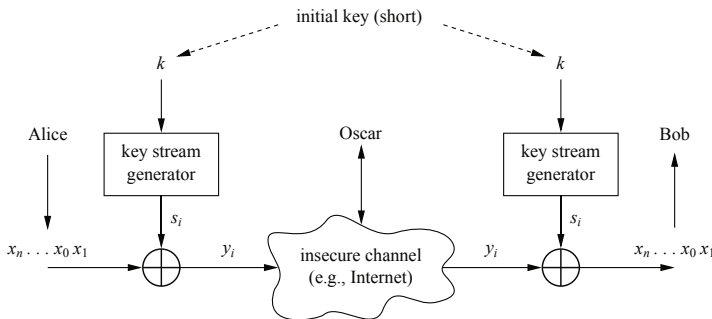 initial key (short)
k k
Alice Oscar Bob
key stream generator
key stream generator
s_i s_i
x_n . . . x_0 x_1 y_i insecure channel (e.g., Internet) y_i x_n . . . x_0 x_1